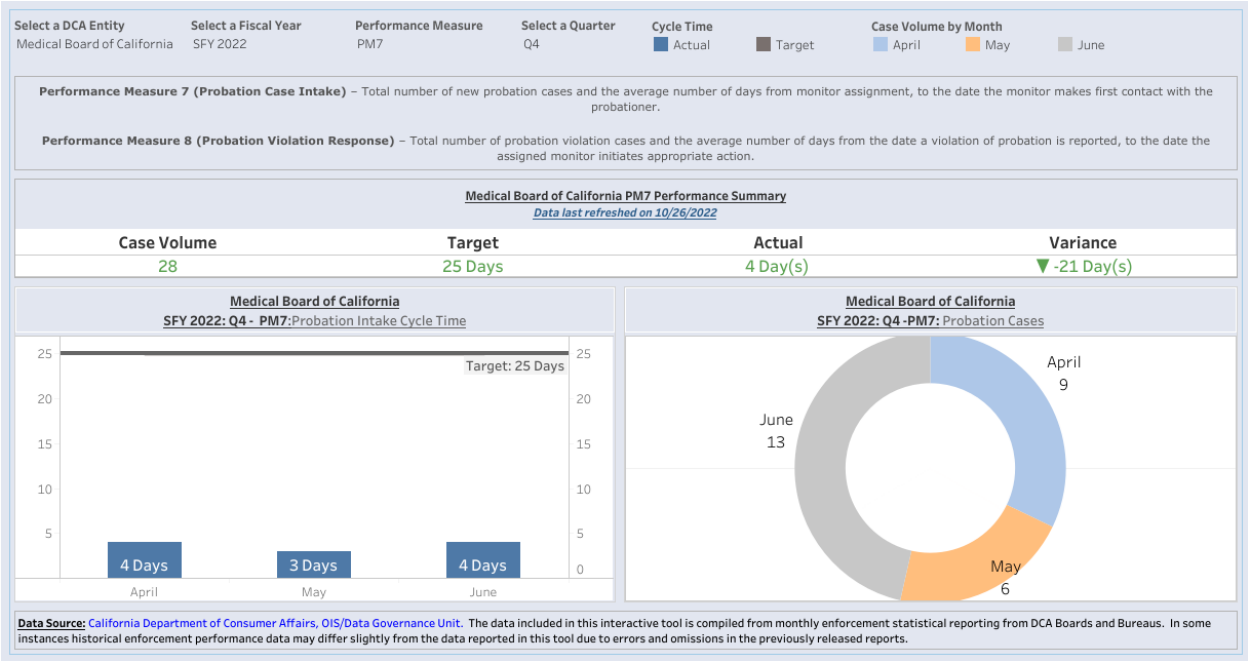 Select a DCA Entity
Medical Board of California
Select a Fiscal Year
SFY 2022
Performance Measure
PM7
Select a Quarter
Q4
Cycle Time
Actual
Target
Case Volume by Month
April
May
June
Performance Measure 7 (Probation Case Intake) – Total number of new probation cases and the average number of days from monitor assignment, to the date the monitor makes first contact with the
probationer.
Performance Measure 8 (Probation Violation Response) – Total number of probation violation cases and the average number of days from the date a violation of probation is reported, to the date the
assigned monitor initiates appropriate action.
Medical Board of California PM7 Performance Summary
Data last refreshed on 10/26/2022
Case Volume Target Actual Variance
28 25 Days 4 Day(s) ▼ -21 Day(s)
Medical Board of California
SFY 2022: Q4 - PM7:Probation Intake Cycle Time
25
20
15
10
5
Target: 25 Days
25
20
15
10
5
0
4 Days
3 Days
4 Days
April
May
June
Medical Board of California
SFY 2022: Q4 -PM7: Probation Cases
April
9
June
13
May
6
Data Source: California Department of Consumer Affairs, OIS/Data Governance Unit. The data included in this interactive tool is compiled from monthly enforcement statistical reporting from DCA Boards and Bureaus. In some
instances historical enforcement performance data may differ slightly from the data reported in this tool due to errors and omissions in the previously released reports.